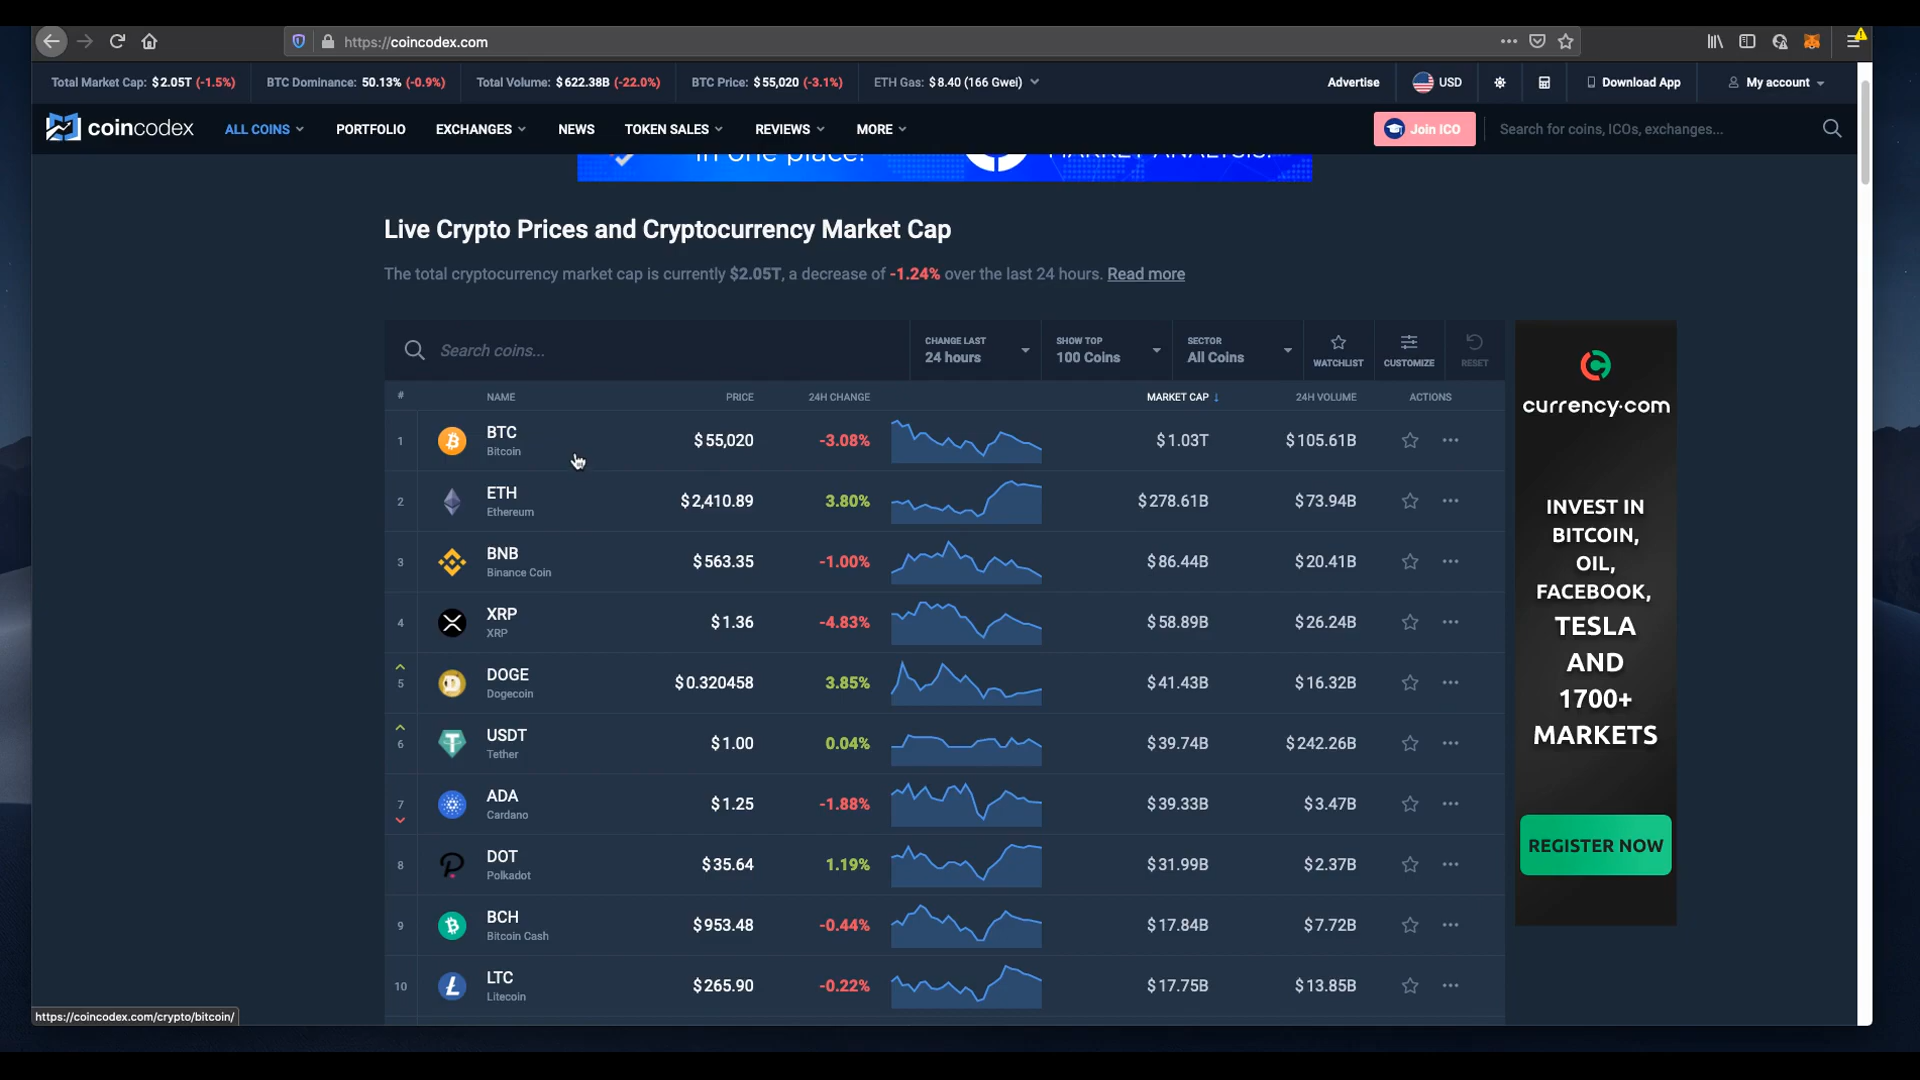 https://coincodex.com
Total Market Cap: $2.05T (-1.5%) BTC Dominance: 50.13% (-0.9%) Total Volume: $622.38B (-22.0%) BTC Price: $55,020 (-3.1%) ETH Gas: $8.40 (166 Gwei) Advertise USD Download App My account
coincodex ALL COINS PORTFOLIO EXCHANGES NEWS TOKEN SALES REVIEWS MORE Join ICO Search for coins, ICOs, exchanges...
in one place! MARKET ANALYSIS.
Live Crypto Prices and Cryptocurrency Market Cap
The total cryptocurrency market cap is currently $2.05T, a decrease of -1.24% over the last 24 hours. Read more
Search coins...
CHANGE LAST
24 hours
SHOW TOP
100 Coins
SECTOR
All Coins
WATCHLIST
CUSTOMIZE
RESET
# NAME PRICE 24H CHANGE MARKET CAP ↓ 24H VOLUME ACTIONS
1 BTC $55,020 -3.08% $1.03T $105.61B
Bitcoin
2 ETH $2,410.89 3.80% $278.61B $73.94B
Ethereum
3 BNB $563.35 -1.00% $86.44B $20.41B
Binance Coin
4 XRP $1.36 -4.83% $58.89B $26.24B
XRP
5 DOGE $0.320458 3.85% $41.43B $16.32B
Dogecoin
6 USDT $1.00 0.04% $39.74B $242.26B
Tether
7 ADA $1.25 -1.88% $39.33B $3.47B
Cardano
8 DOT $35.64 1.19% $31.99B $2.37B
Polkadot
9 BCH $953.48 -0.44% $17.84B $7.72B
Bitcoin Cash
10 LTC $265.90 -0.22% $17.75B $13.85B
Litecoin
currency.com
INVEST IN
BITCOIN,
OIL,
FACEBOOK,
TESLA
AND
1700+
MARKETS
REGISTER NOW
https://coincodex.com/crypto/bitcoin/